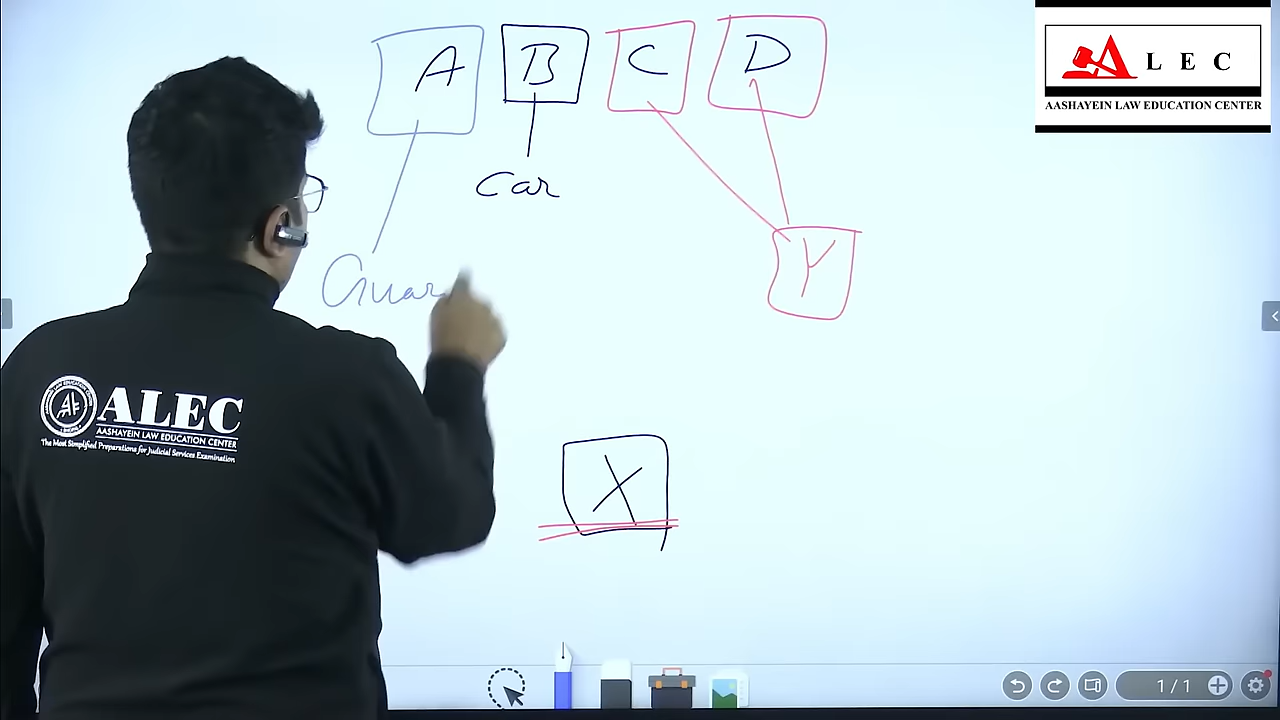 A B C D
Car
Guar
Y
X
ALEC
AASHAYEIN LAW EDUCATION CENTER
ALEC
AASHAYEIN LAW EDUCATION CENTER
The Most Simplified Preparations for Judicial Services Examination
1 / 1